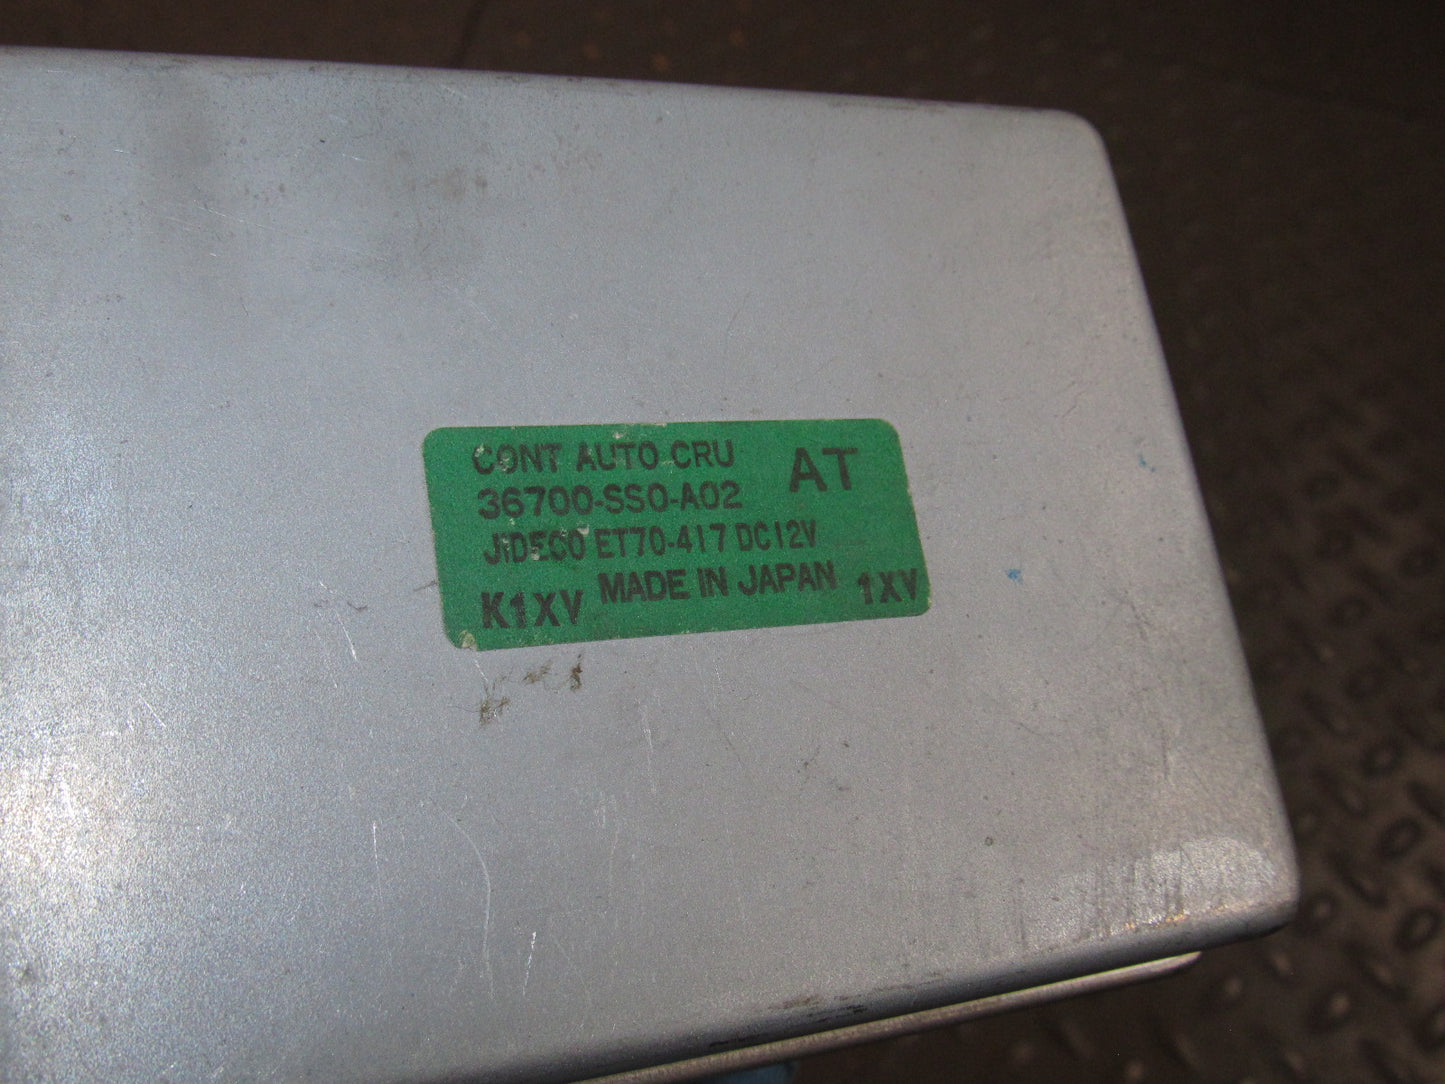 CONT AUTO CRU AT
36700-SS0-A02
JIDECO ET70-417 DC12V
K1XV MADE IN JAPAN 1XV